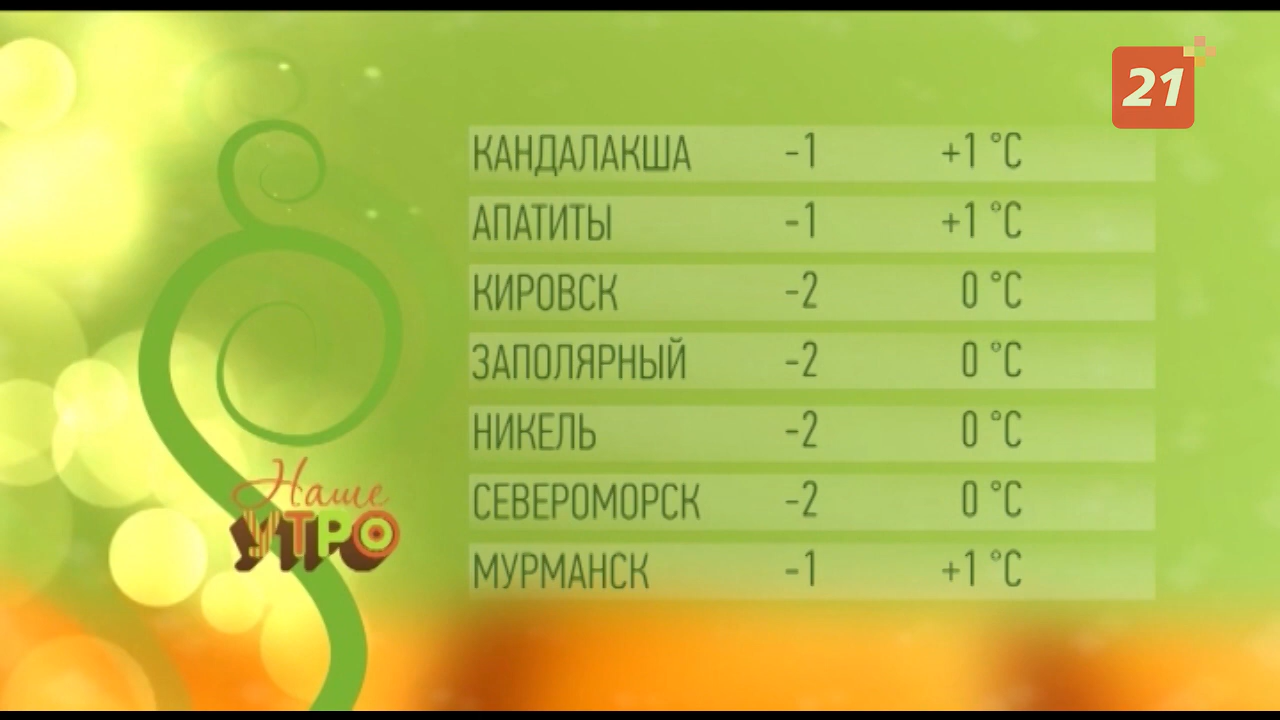 21
КАНДАЛАКША -1 +1 °C
АПАТИТЫ -1 +1 °C
КИРОВСК -2 0 °C
ЗАПОЛЯРНЫЙ -2 0 °C
НИКЕЛЬ -2 0 °C
СЕВЕРОМОРСК -2 0 °C
МУРМАНСК -1 +1 °C
Наше
УТРО